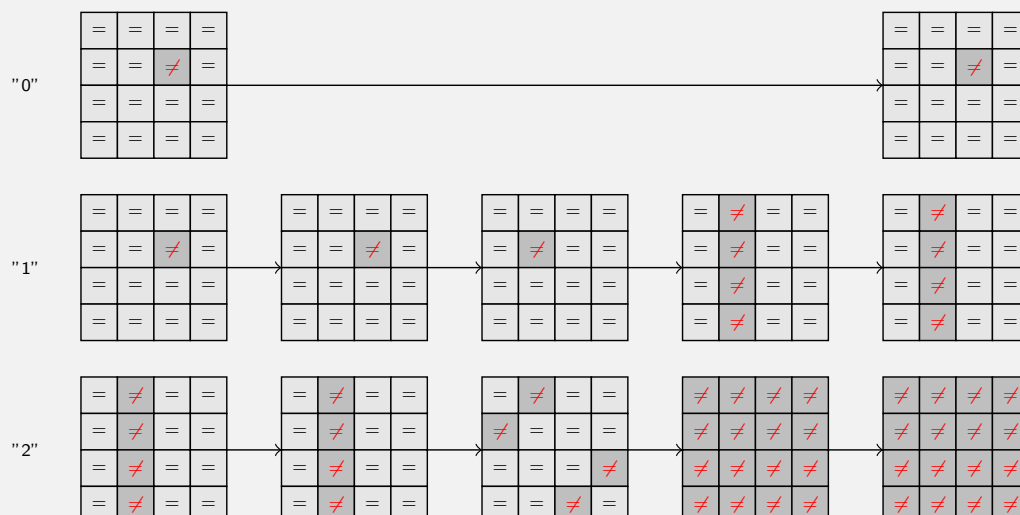 = = = = = = = =
= = ≠ = = = ≠ =
"0"
= = = = = = = =
= = = = = = = =
= = = = = = = = = = = = = ≠ = = = ≠ = =
= = ≠ = = = ≠ = = ≠ = = = ≠ = = = ≠ = =
"1"
= = = = = = = = = = = = = ≠ = = = ≠ = =
= = = = = = = = = = = = = ≠ = = = ≠ = =
= ≠ = = = ≠ = = = ≠ = = ≠ ≠ ≠ ≠ ≠ ≠ ≠ ≠
= ≠ = = = ≠ = = ≠ = = = ≠ ≠ ≠ ≠ ≠ ≠ ≠ ≠
"2"
= ≠ = = = ≠ = = = = = ≠ ≠ ≠ ≠ ≠ ≠ ≠ ≠ ≠
= ≠ = = = ≠ = = = = ≠ = ≠ ≠ ≠ ≠ ≠ ≠ ≠ ≠